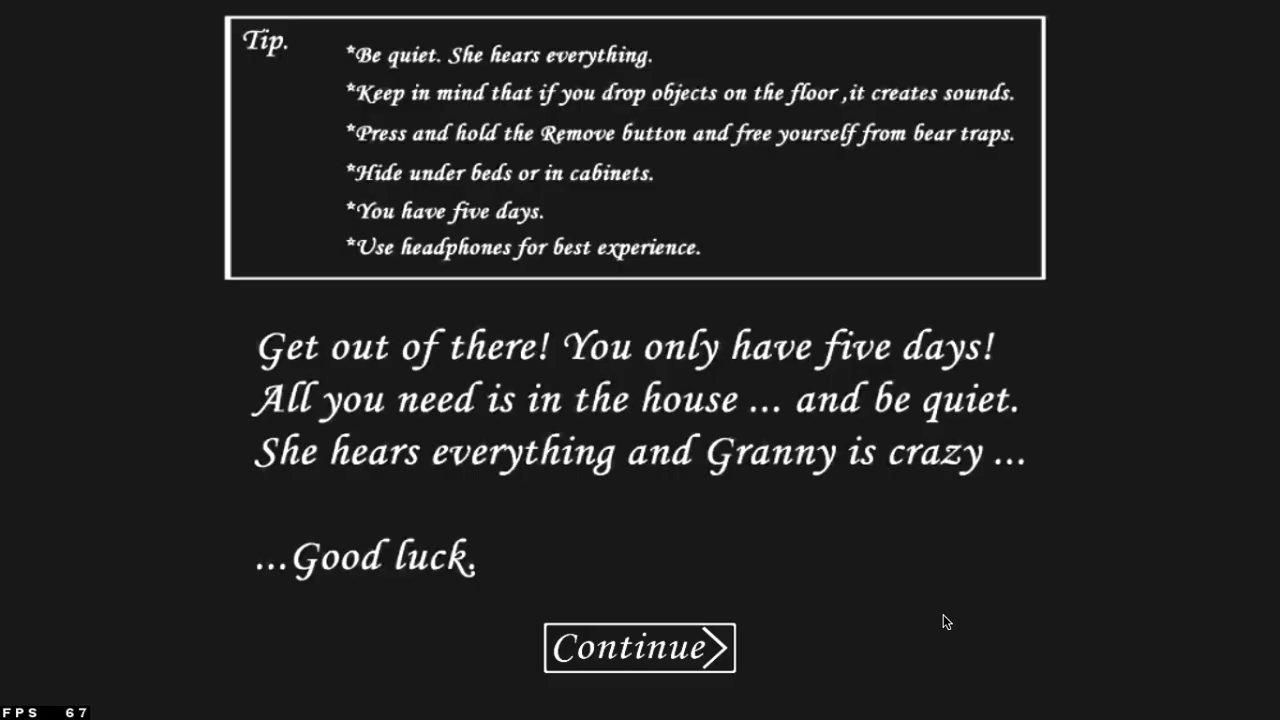 Tip.
*Be quiet. She hears everything.
*Keep in mind that if you drop objects on the floor ,it creates sounds.
*Press and hold the Remove button and free yourself from bear traps.
*Hide under beds or in cabinets.
*You have five days.
*Use headphones for best experience.
Get out of there! You only have five days!
All you need is in the house ... and be quiet.
She hears everything and Granny is crazy ...
...Good luck.
Continue>
FPS 67